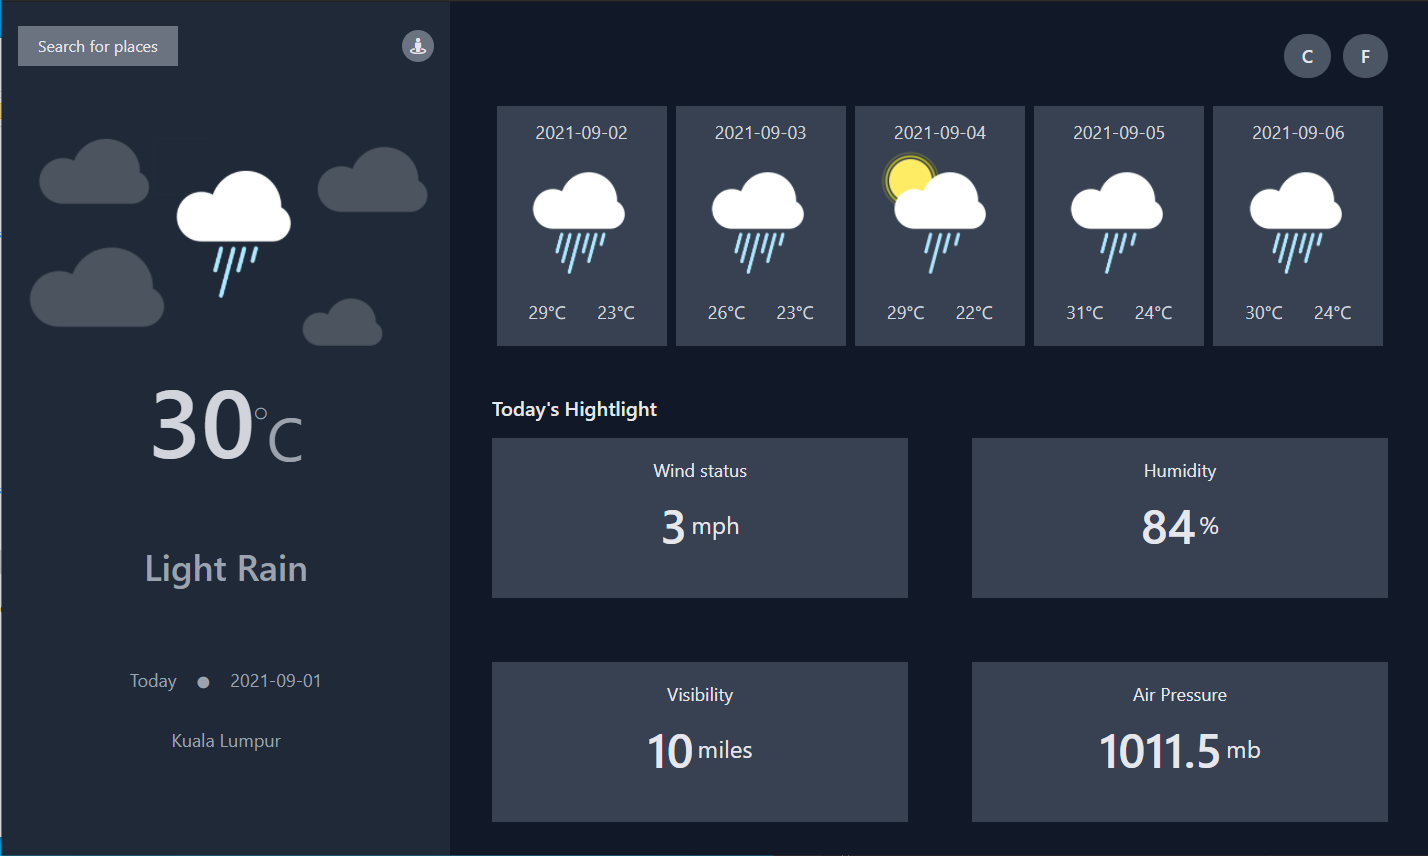 Search for places
30°C
Light Rain
Today ● 2021-09-01
Kuala Lumpur
C F
2021-09-02
29°C 23°C
2021-09-03
26°C 23°C
2021-09-04
29°C 22°C
2021-09-05
31°C 24°C
2021-09-06
30°C 24°C
Today's Hightlight
Wind status
3 mph
Humidity
84 %
Visibility
10 miles
Air Pressure
1011.5 mb